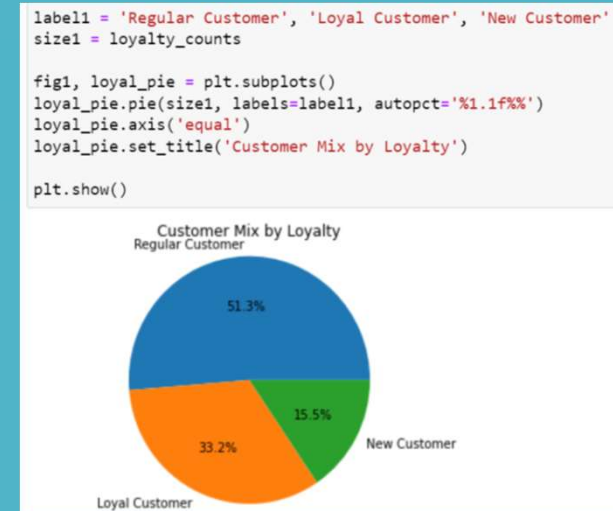 label1 = 'Regular Customer', 'Loyal Customer', 'New Customer'
size1 = loyalty_counts
fig1, loyal_pie = plt.subplots()
loyal_pie.pie(size1, labels=label1, autopct='%1.1f%%')
loyal_pie.axis('equal')
loyal_pie.set_title('Customer Mix by Loyalty')
plt.show()
Customer Mix by Loyalty
Regular Customer
51.3%
15.5%
33.2%
New Customer
Loyal Customer